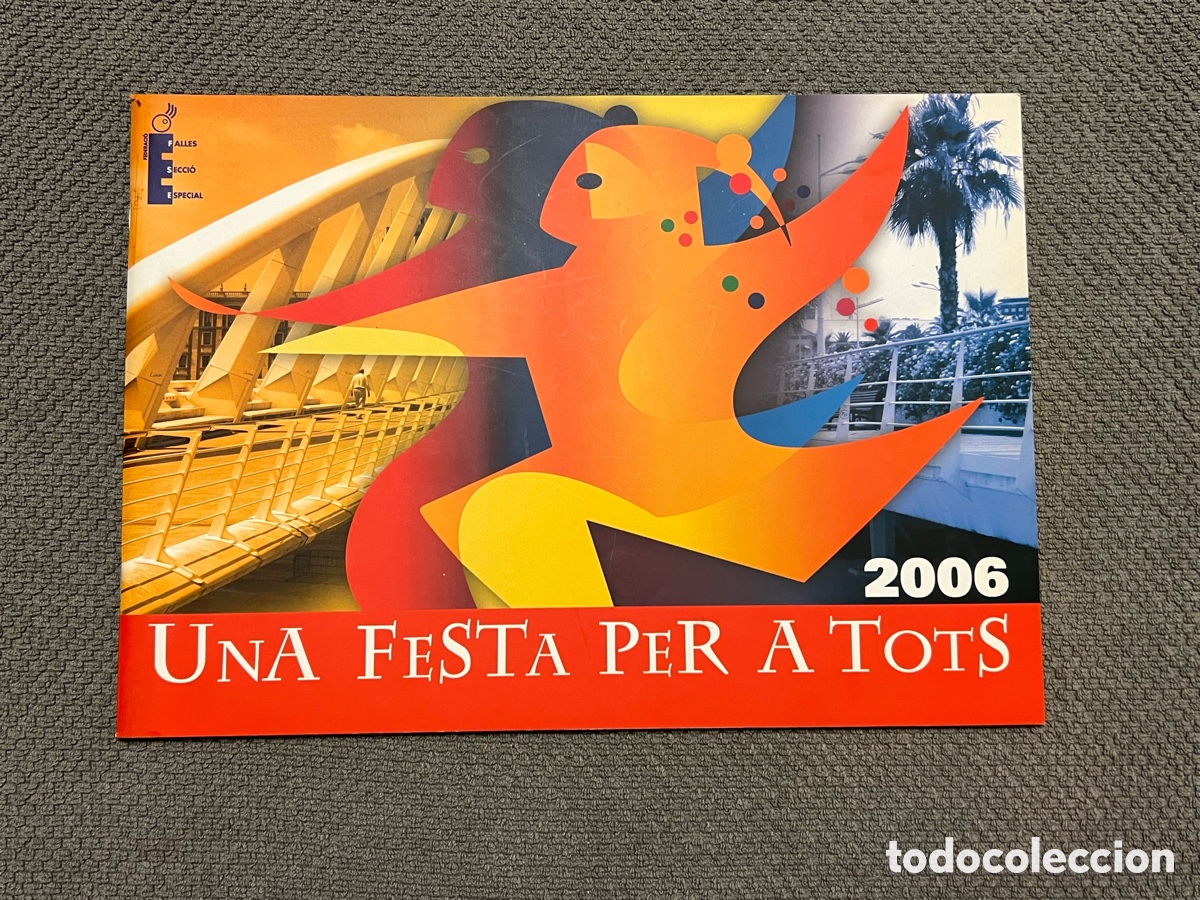 FEDERACIÓ
FALLES
SECCIÓ
ESPECIAL
2006
UNA FESTA PER A TOTS
todocoleccion